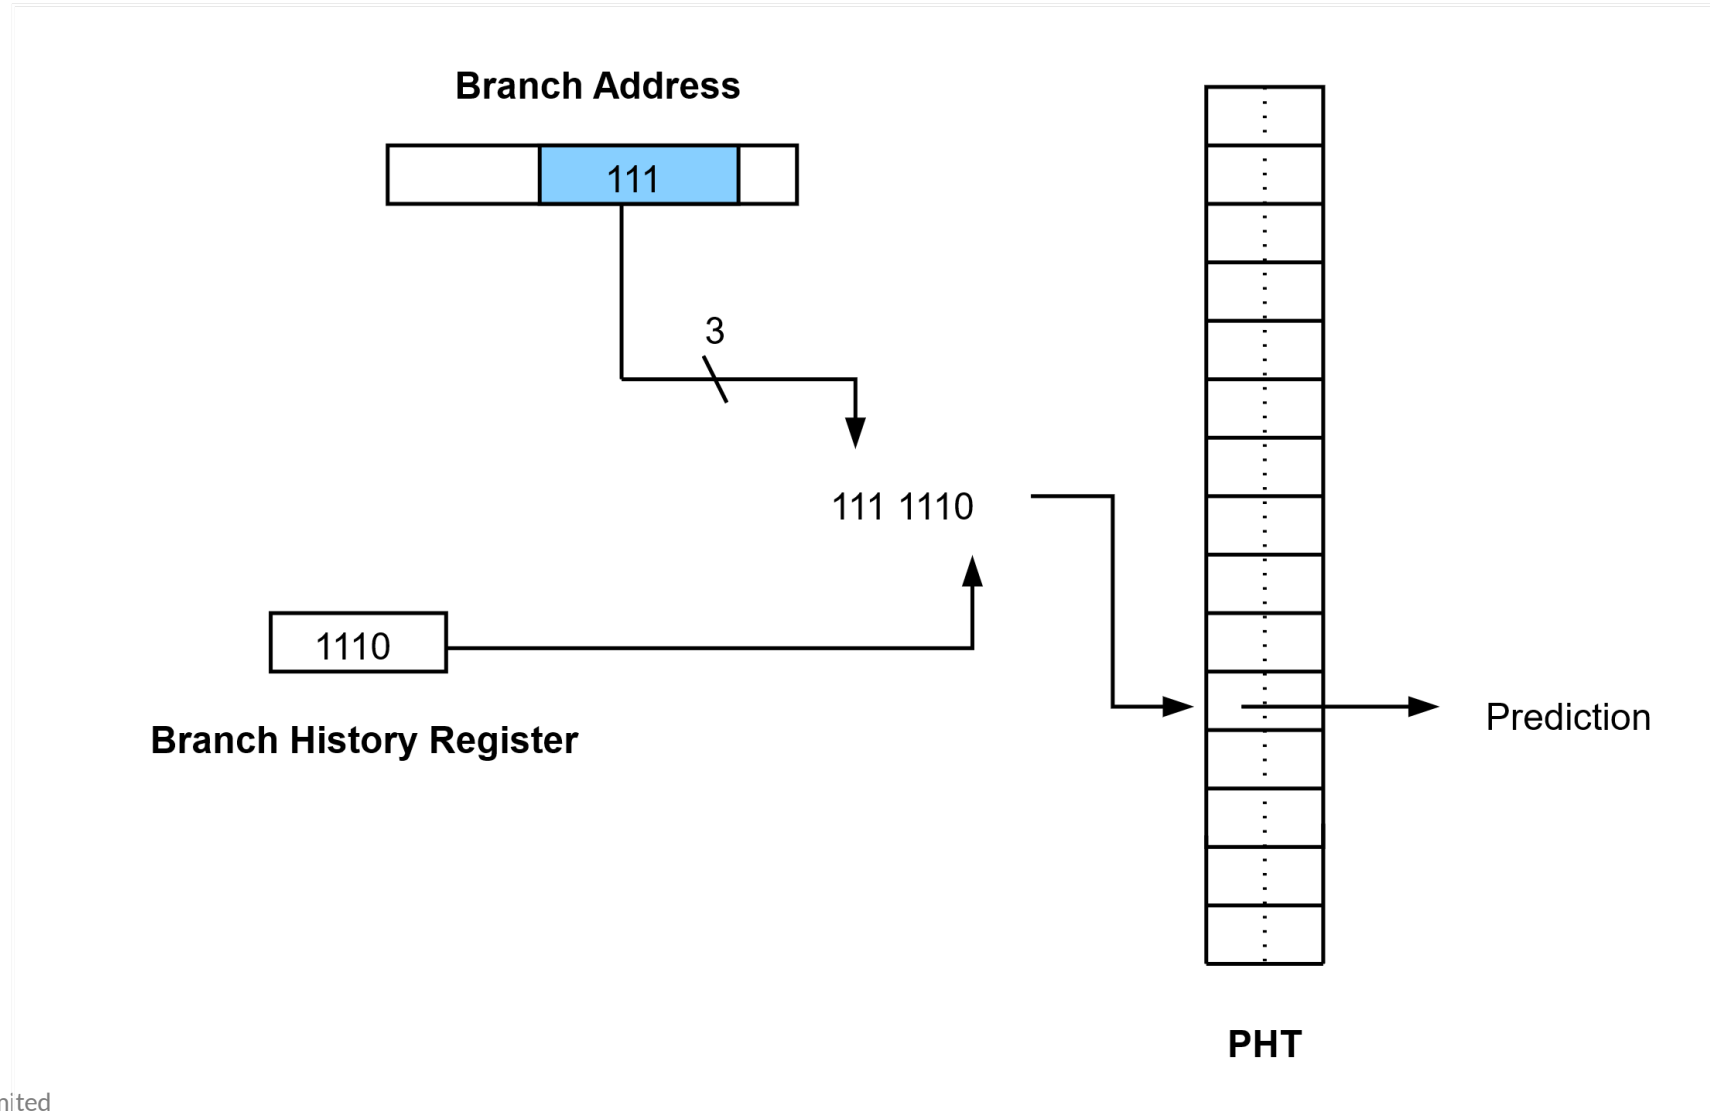 Branch Address
111
3
111 1110
1110
Branch History Register
Prediction
PHT